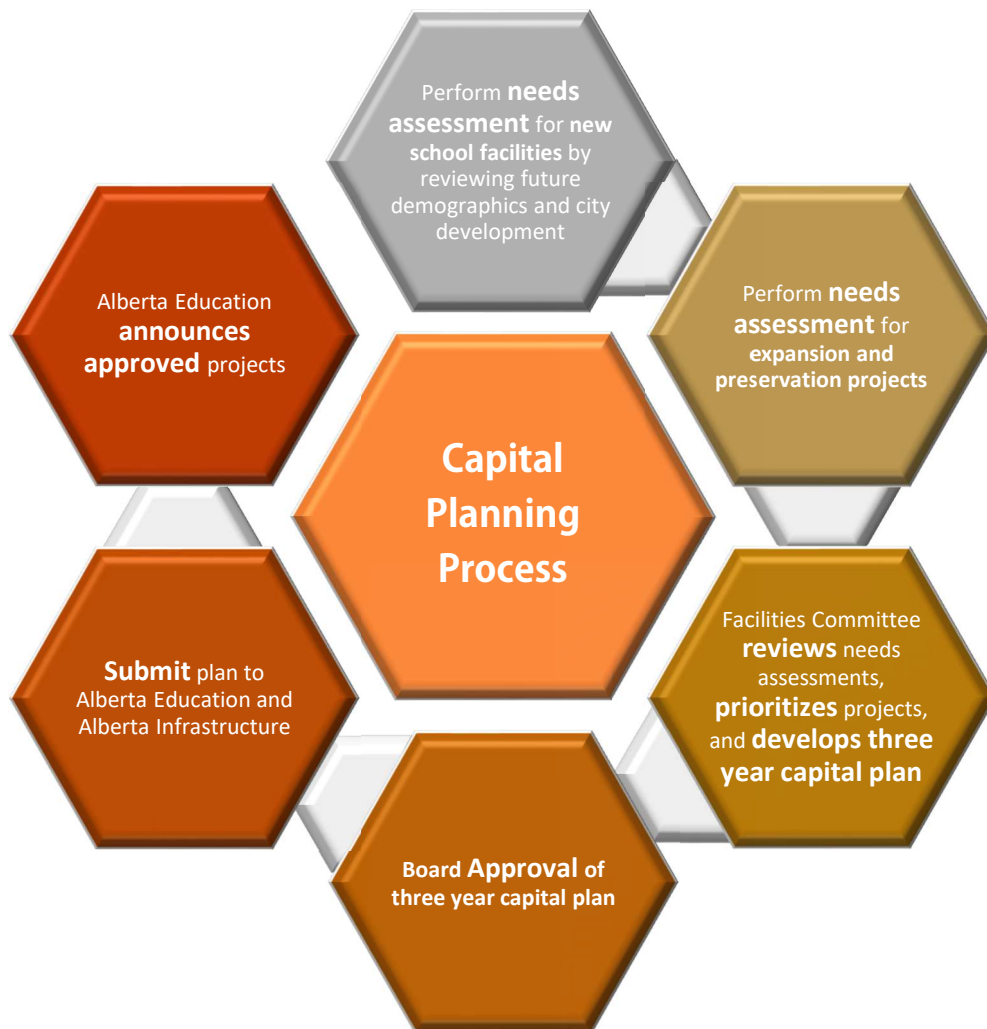 Perform needs
assessment for new
school facilities by
reviewing future
demographics and city
development
Perform needs
assessment for
expansion and
preservation projects
Facilities Committee
reviews needs
assessments,
prioritizes projects,
and develops three
year capital plan
Board Approval of
three year capital plan
Submit plan to
Alberta Education and
Alberta Infrastructure
Alberta Education
announces
approved projects
Capital
Planning
Process